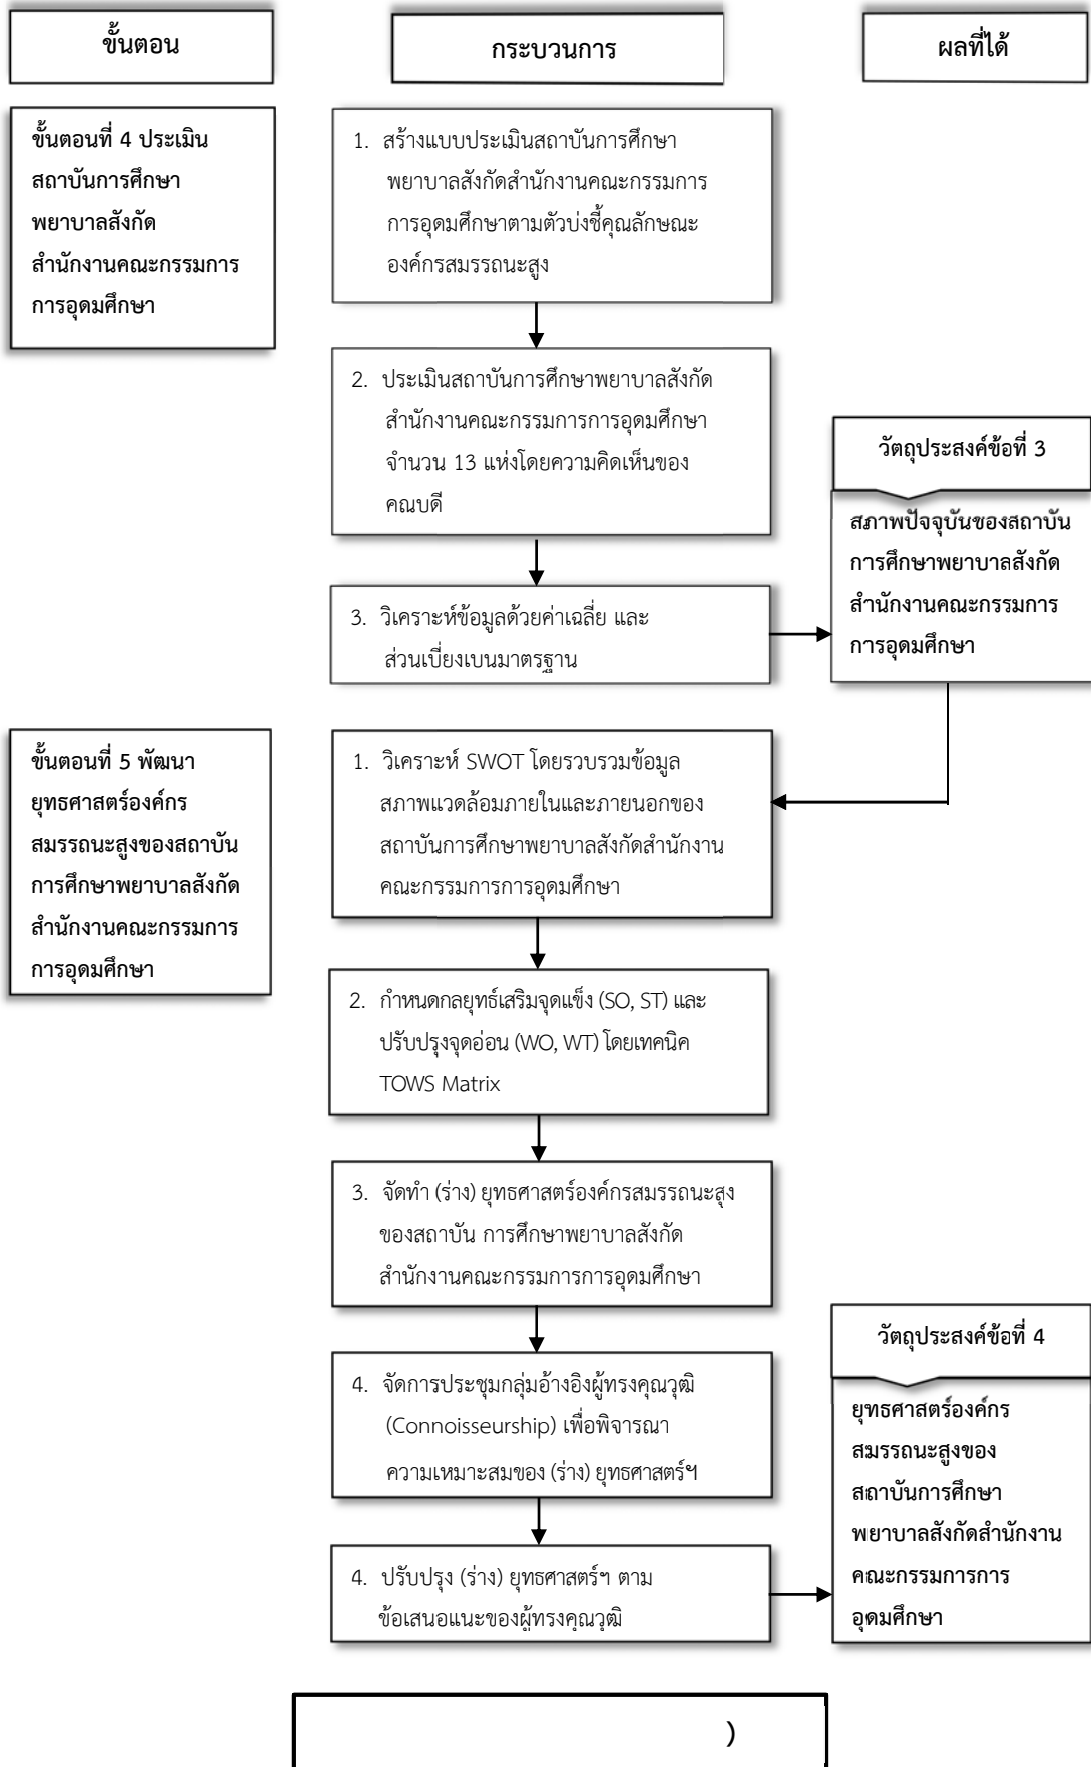 ขั้นตอน
กระบวนการ
ผลที่ได้
ขั้นตอนที่ 4 ประเมิน
สถาบันการศึกษา
พยาบาลสังกัด
สำนักงานคณะกรรมการ
การอุดมศึกษา
1. สร้างแบบประเมินสถาบันการศึกษา
พยาบาลสังกัดสำนักงานคณะกรรมการ
การอุดมศึกษาตามตัวบ่งชี้คุณลักษณะ
องค์กรสมรรถนะสูง
2. ประเมินสถาบันการศึกษาพยาบาลสังกัด
สำนักงานคณะกรรมการการอุดมศึกษา
จำนวน 13 แห่งโดยความคิดเห็นของ
คณบดี
3. วิเคราะห์ข้อมูลด้วยค่าเฉลี่ย และ
ส่วนเบี่ยงเบนมาตรฐาน
วัตถุประสงค์ข้อที่ 3
สภาพปัจจุบันของสถาบัน
การศึกษาพยาบาลสังกัด
สำนักงานคณะกรรมการ
การอุดมศึกษา
ขั้นตอนที่ 5 พัฒนา
ยุทธศาสตร์องค์กร
สมรรถนะสูงของสถาบัน
การศึกษาพยาบาลสังกัด
สำนักงานคณะกรรมการ
การอุดมศึกษา
1. วิเคราะห์ SWOT โดยรวบรวมข้อมูล
สภาพแวดล้อมภายในและภายนอกของ
สถาบันการศึกษาพยาบาลสังกัดสำนักงาน
คณะกรรมการการอุดมศึกษา
2. กำหนดกลยุทธ์เสริมจุดแข็ง (SO, ST) และ
ปรับปรุงจุดอ่อน (WO, WT) โดยเทคนิค
TOWS Matrix
3. จัดทำ (ร่าง) ยุทธศาสตร์องค์กรสมรรถนะสุง
ของสถาบัน การศึกษาพยาบาลสังกัด
สำนักงานคณะกรรมการการอุดมศึกษา
4. จัดการประชุมกลุ่มอ้างอิงผู้ทรงคุณวุฒิ
(Connoisseurship) เพื่อพิจารณา
ความเหมาะสมของ (ร่าง) ยุทธศาสตร์ฯ
4. ปรับปรุง (ร่าง) ยุทธศาสตร์ฯ ตาม
ข้อเสนอแนะของผู้ทรงคุณวุฒิ
วัตถุประสงค์ข้อที่ 4
ยุทธศาสตร์องค์กร
สมรรถนะสูงของ
สถาบันการศึกษา
พยาบาลสังกัดสำนักงาน
คณะกรรมการการ
อุดมศึกษา
)